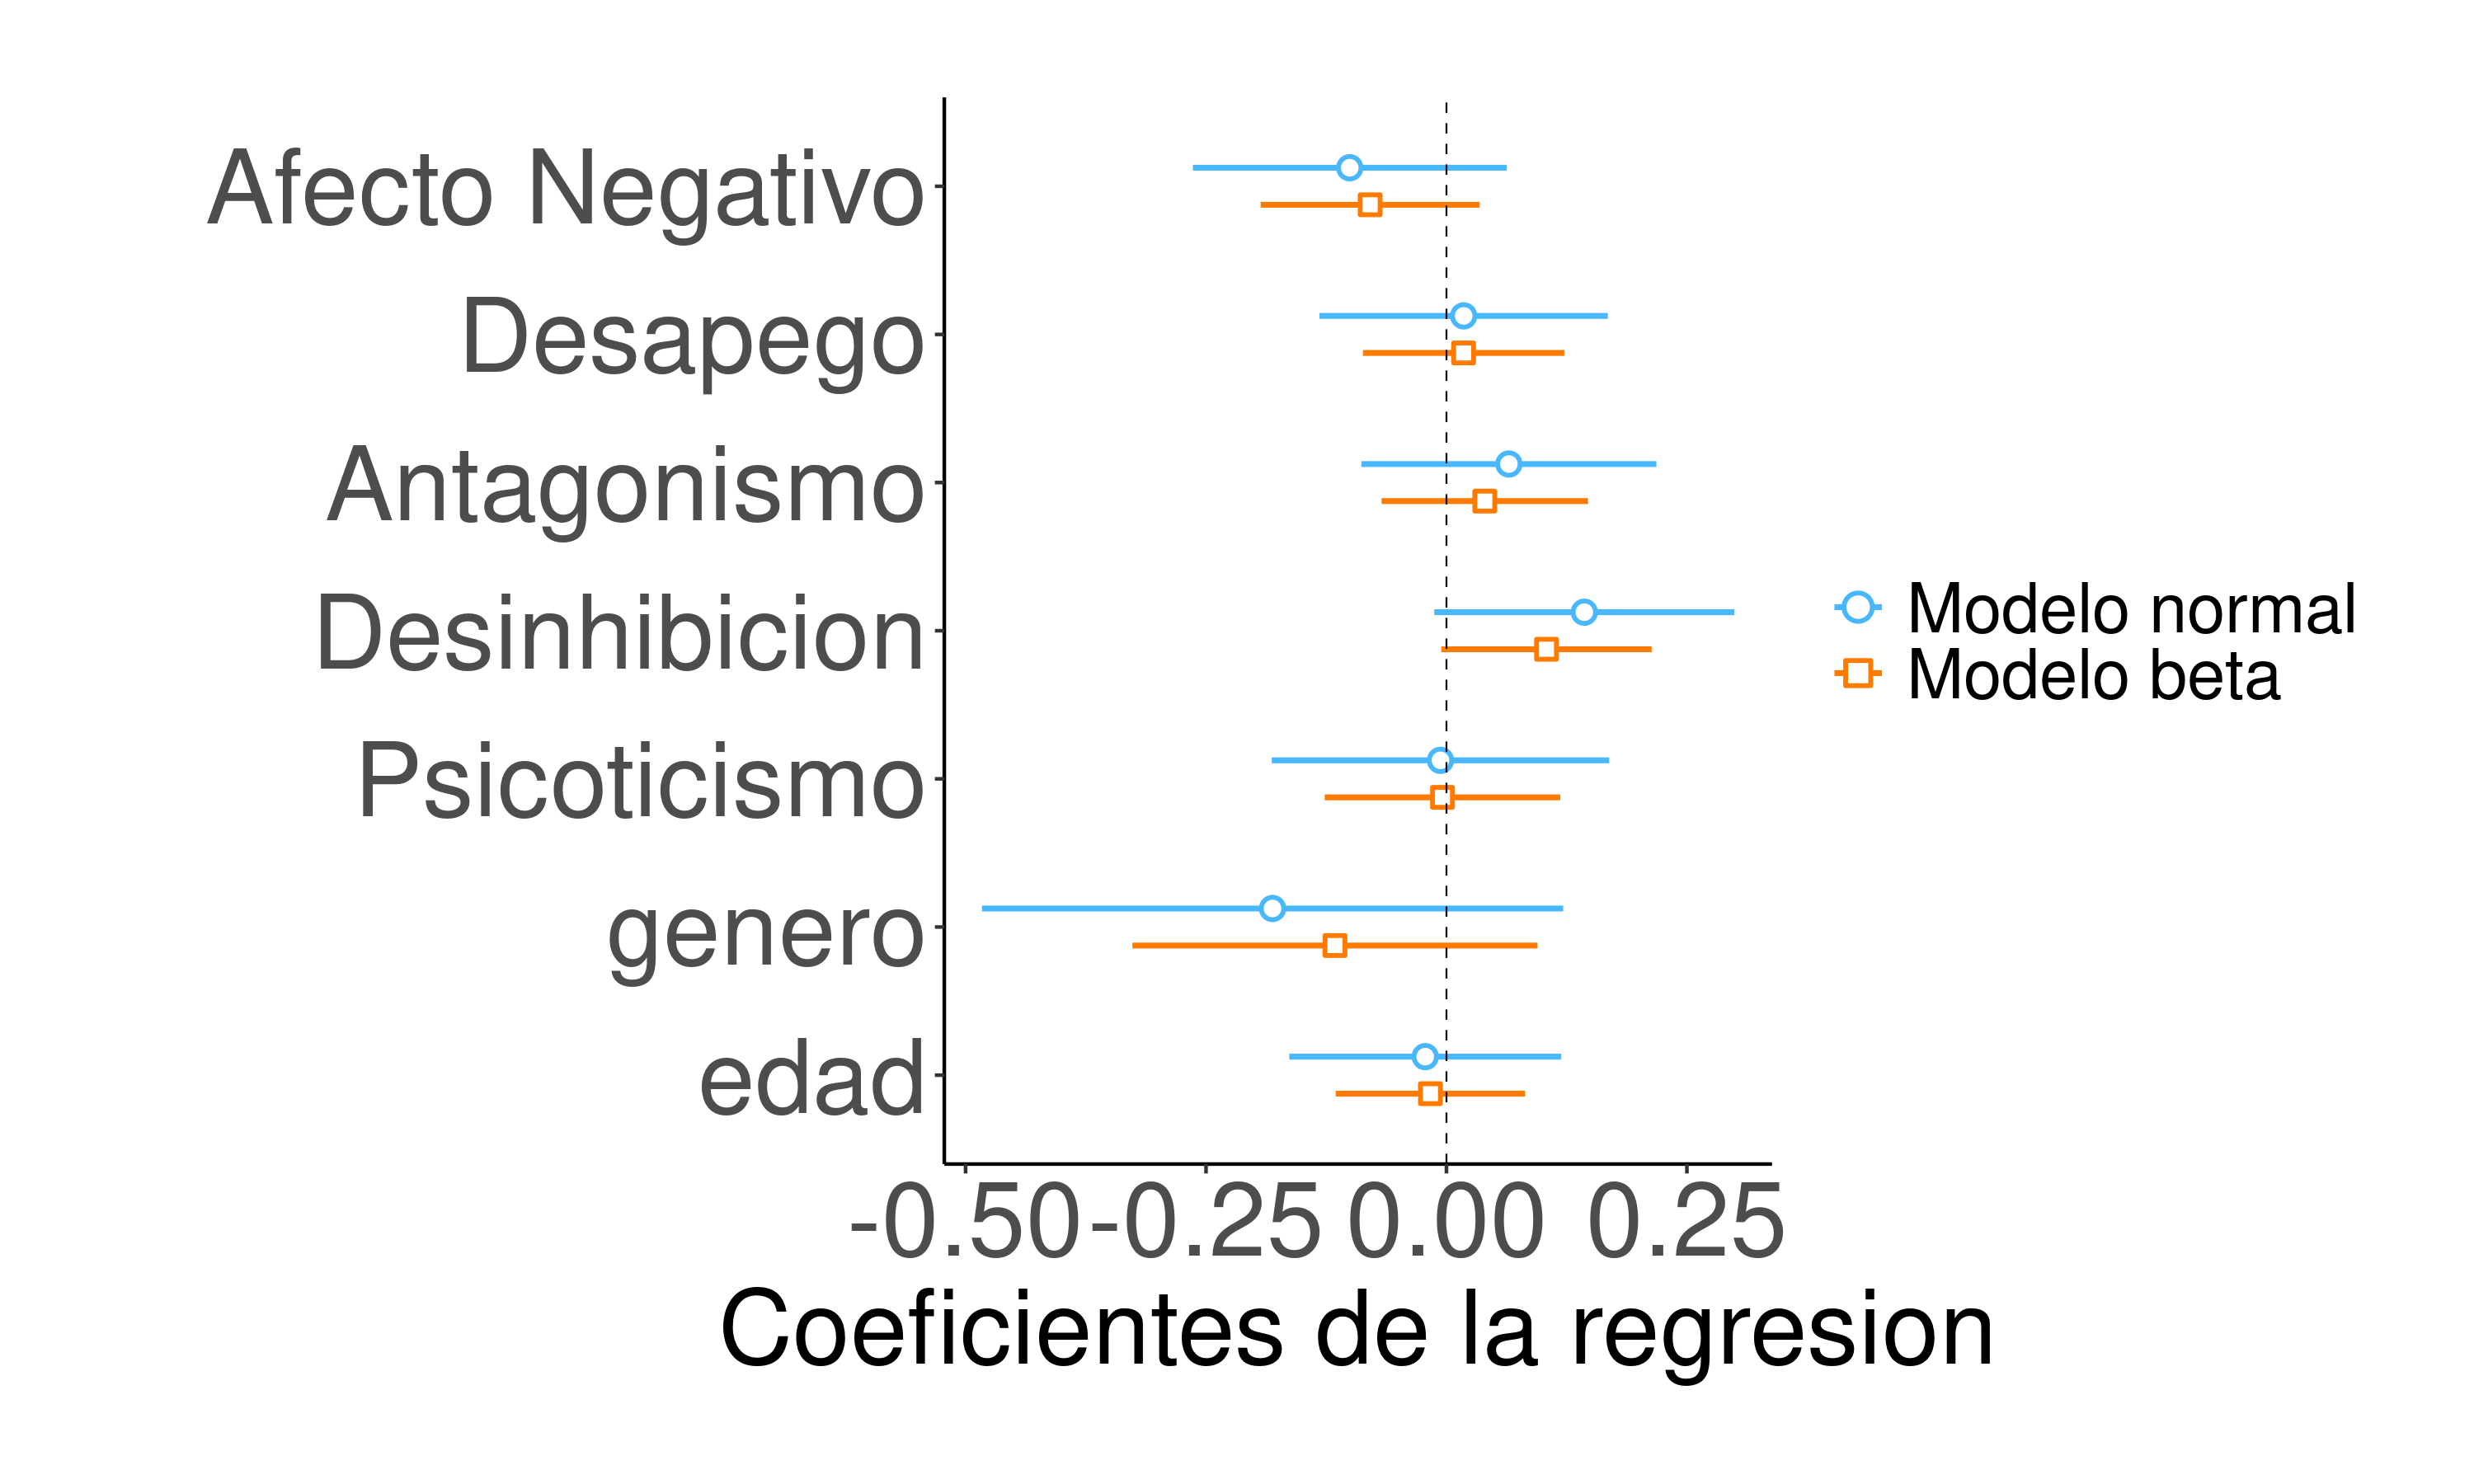 Afecto Negativo
Desapego
Antagonismo
Desinhibicion
Psicoticismo
genero
edad
Modelo normal
Modelo beta
-0.50 -0.25 0.00 0.25
Coeficientes de la regresion